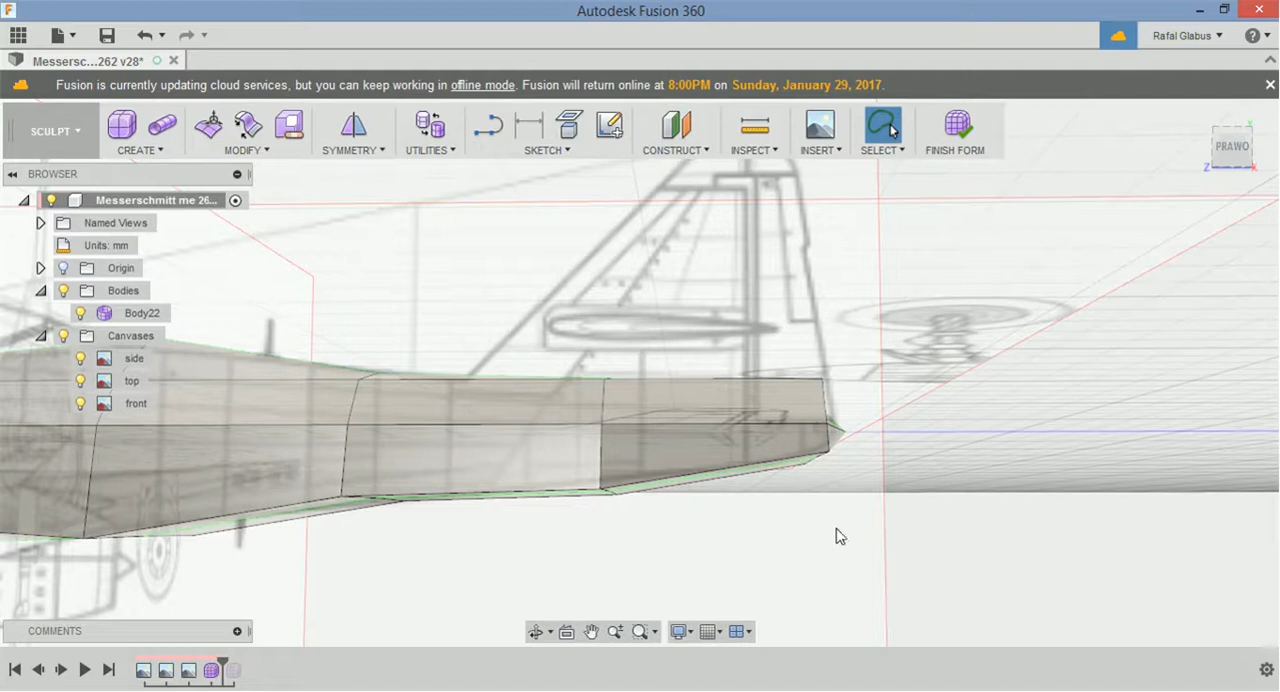 Autodesk Fusion 360
Rafal Glabus
Messersc...262 v28*
Fusion is currently updating cloud services, but you can keep working in offline mode. Fusion will return online at 8:00PM on Sunday, January 29, 2017.
SCULPT
CREATE
MODIFY
SYMMETRY
UTILITIES
SKETCH
CONSTRUCT
INSPECT
INSERT
SELECT
FINISH FORM
BROWSER
Messerschmitt me 26...
Named Views
Units: mm
Origin
Bodies
Body22
Canvases
side
top
front
Y
PRAWO
Z
X
COMMENTS